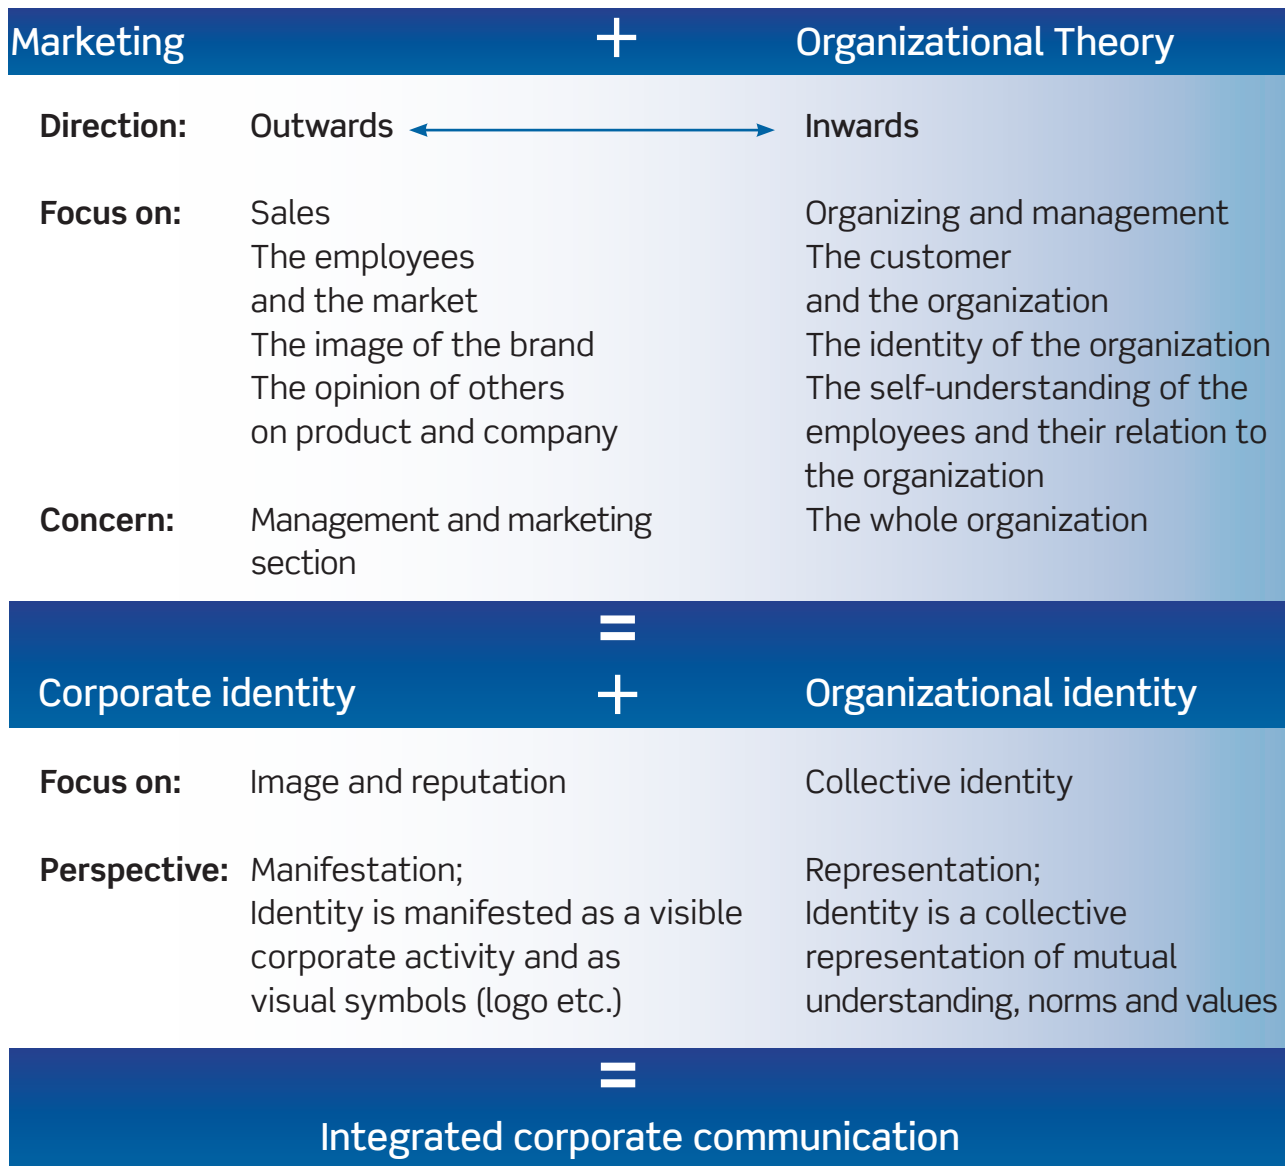 Marketing + Organizational Theory
Direction: Outwards Inwards
Focus on: Sales Organizing and management
The employees The customer
and the market and the organization
The image of the brand The identity of the organization
The opinion of others The self-understanding of the
on product and company employees and their relation to
the organization
Concern: Management and marketing The whole organization
section
=
Corporate identity + Organizational identity
Focus on: Image and reputation Collective identity
Perspective: Manifestation; Representation;
Identity is manifested as a visible Identity is a collective
corporate activity and as representation of mutual
visual symbols (logo etc.) understanding, norms and values
=
Integrated corporate communication